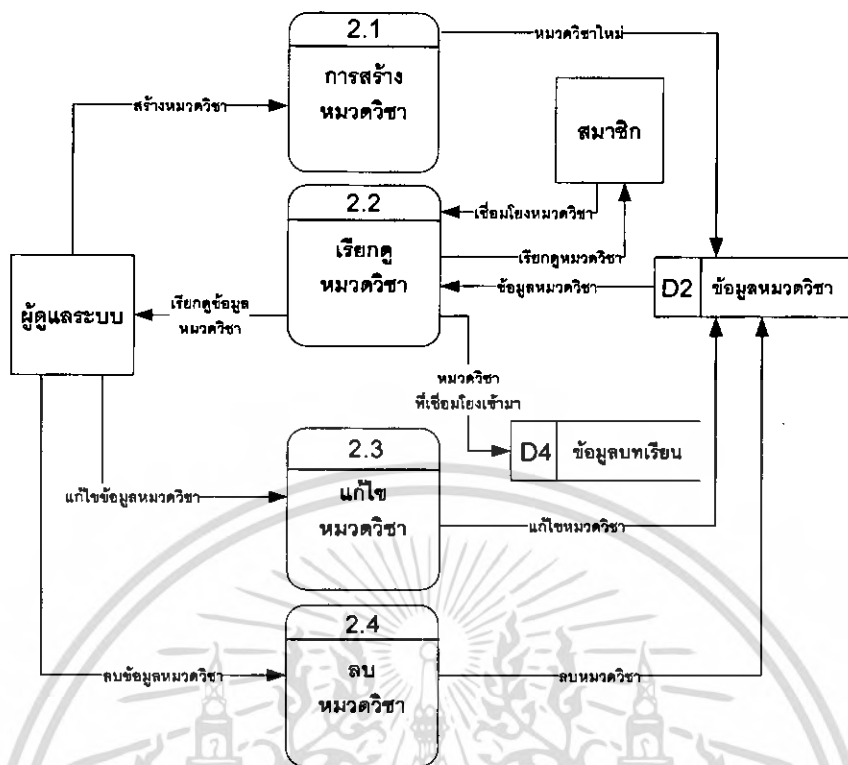 2.1
หมวดวิชาใหม่
การสร้าง
หมวดวิชา
สร้างหมวดวิชา
สมาชิก
2.2
เชื่อมโยงหมวดวิชา
เรียกดู
หมวดวิชา
เรียกดูหมวดวิชา
ข้อมูลหมวดวิชา
D2 ข้อมูลหมวดวิชา
ผู้ดูแลระบบ
เรียกดูข้อมูล
หมวดวิชา
หมวดวิชา
ที่เชื่อมโยงเข้ามา
2.3
D4 ข้อมูลบทเรียน
แก้ไข
หมวดวิชา
แก้ไขข้อมูลหมวดวิชา
แก้ไขหมวดวิชา
2.4
ลบ
หมวดวิชา
ลบข้อมูลหมวดวิชา
ลบหมวดวิชา